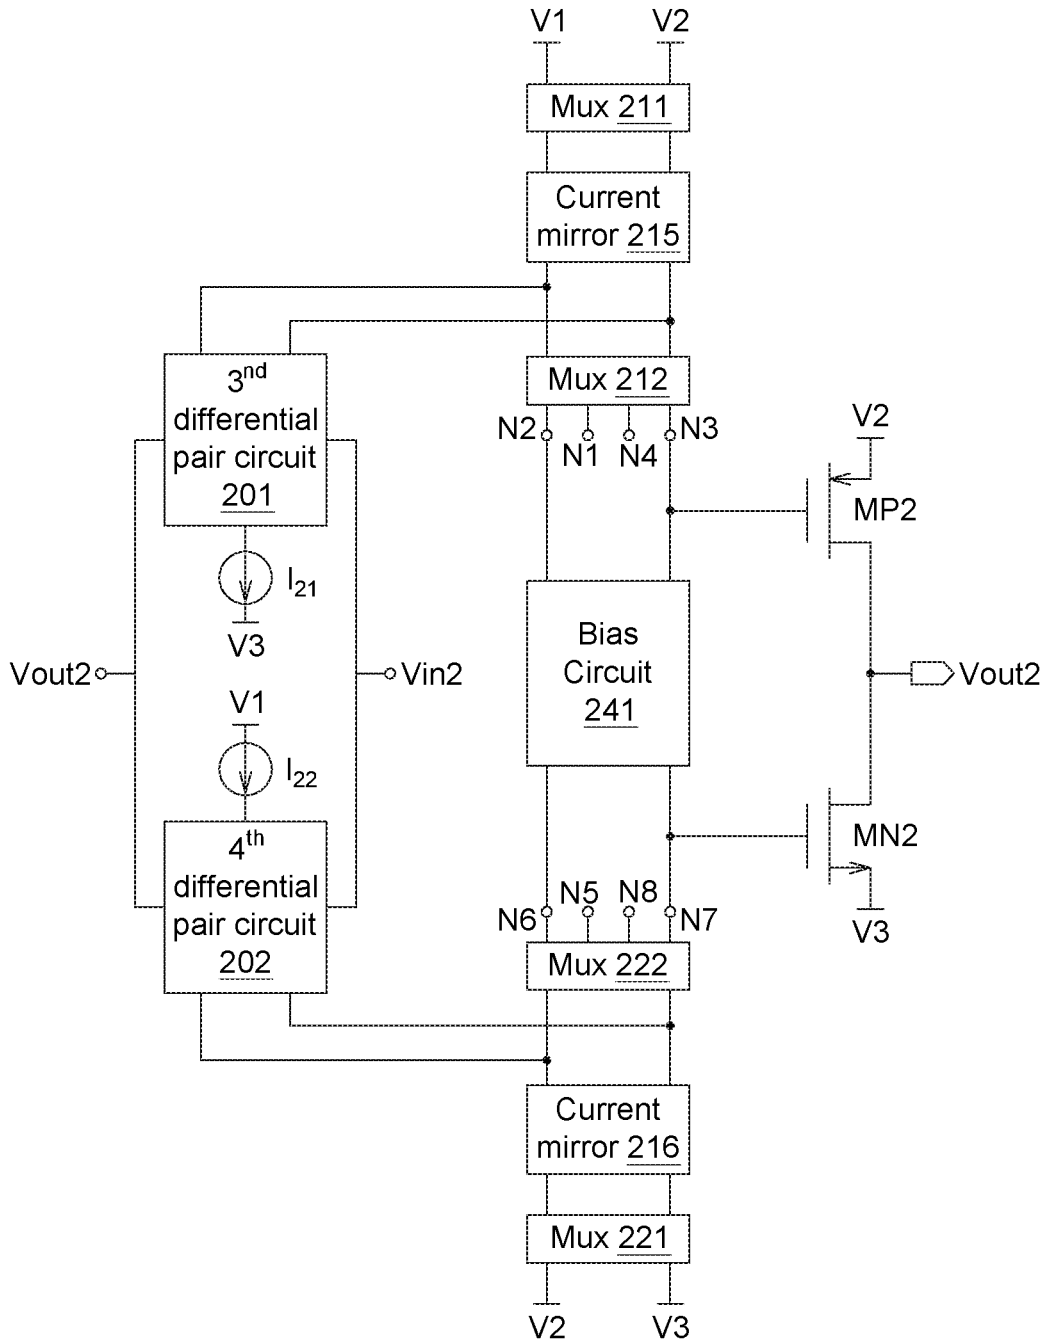 V1 V2
Mux 211
Current
mirror 215
3nd
differential
pair circuit
201
Mux 212
N2 N1 N4 N3
V2
MP2
I21
V3
Vout2
Vin2
V1
I22
Bias
Circuit
241
Vout2
4th
differential
pair circuit
202
MN2
V3
N6 N5 N8 N7
Mux 222
Current
mirror 216
Mux 221
V2 V3